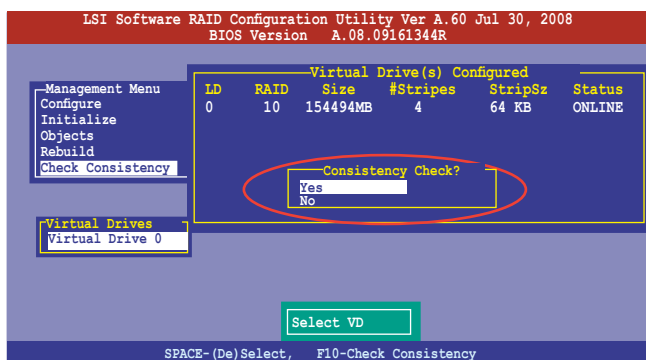 LSI Software RAID Configuration Utility Ver A.60 Jul 30, 2008
BIOS Version A.08.09161344R
Management Menu
Configure
Initialize
Objects
Rebuild
Check Consistency
Virtual Drive(s) Configured
LD RAID Size #Stripes StripSz Status
0 10 154494MB 4 64 KB ONLINE
Consistency Check?
Yes
No
Virtual Drives
Virtual Drive 0
Select VD
SPACE-(De)Select, F10-Check Consistency